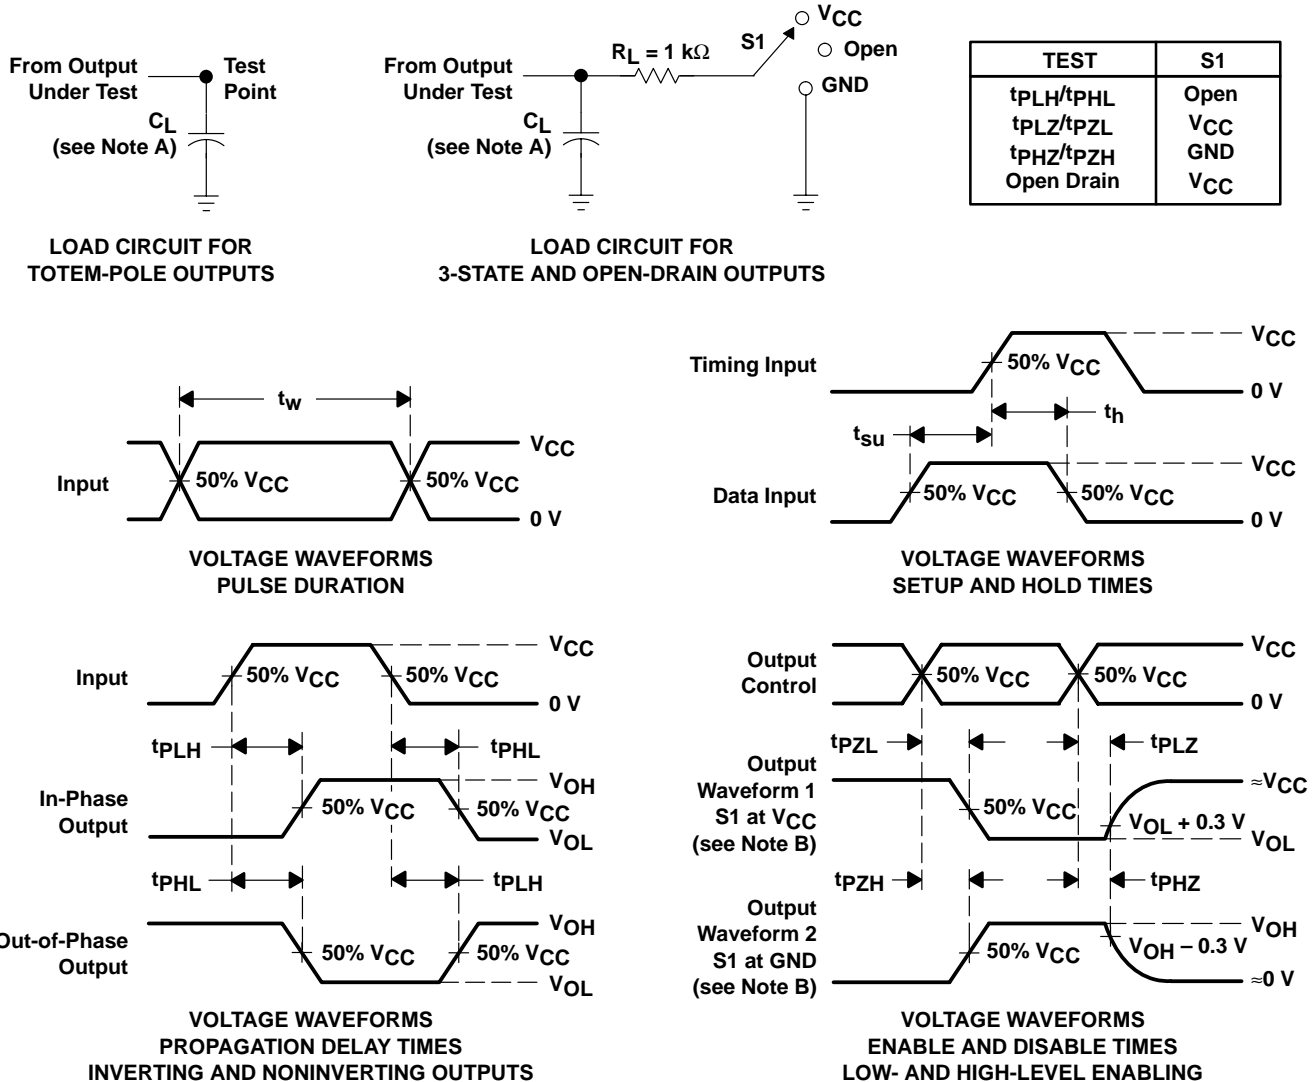 From Output
Under Test
Test
Point
CL
(see Note A)
LOAD CIRCUIT FOR
TOTEM-POLE OUTPUTS
From Output
Under Test
RL = 1 kΩ
S1
VCC
Open
GND
CL
(see Note A)
LOAD CIRCUIT FOR
3-STATE AND OPEN-DRAIN OUTPUTS
TEST S1
tPLH/tPHL Open
tPLZ/tPZL VCC
tPHZ/tPZH GND
Open Drain VCC
tw
Input
50% VCC
50% VCC
VCC
0 V
VOLTAGE WAVEFORMS
PULSE DURATION
Timing Input
50% VCC
VCC
0 V
th
tsu
Data Input
50% VCC
50% VCC
VCC
0 V
VOLTAGE WAVEFORMS
SETUP AND HOLD TIMES
Input
50% VCC
50% VCC
VCC
0 V
tPLH
tPHL
In-Phase
Output
50% VCC
50% VCC
VOH
VOL
tPHL
tPLH
Out-of-Phase
Output
50% VCC
50% VCC
VOH
VOL
VOLTAGE WAVEFORMS
PROPAGATION DELAY TIMES
INVERTING AND NONINVERTING OUTPUTS
Output
Control
50% VCC
50% VCC
VCC
0 V
tPZL
tPLZ
Output
Waveform 1
S1 at VCC
(see Note B)
50% VCC
VOL + 0.3 V
≈VCC
VOL
tPZH
tPHZ
Output
Waveform 2
S1 at GND
(see Note B)
50% VCC
VOH − 0.3 V
VOH
≈0 V
VOLTAGE WAVEFORMS
ENABLE AND DISABLE TIMES
LOW- AND HIGH-LEVEL ENABLING